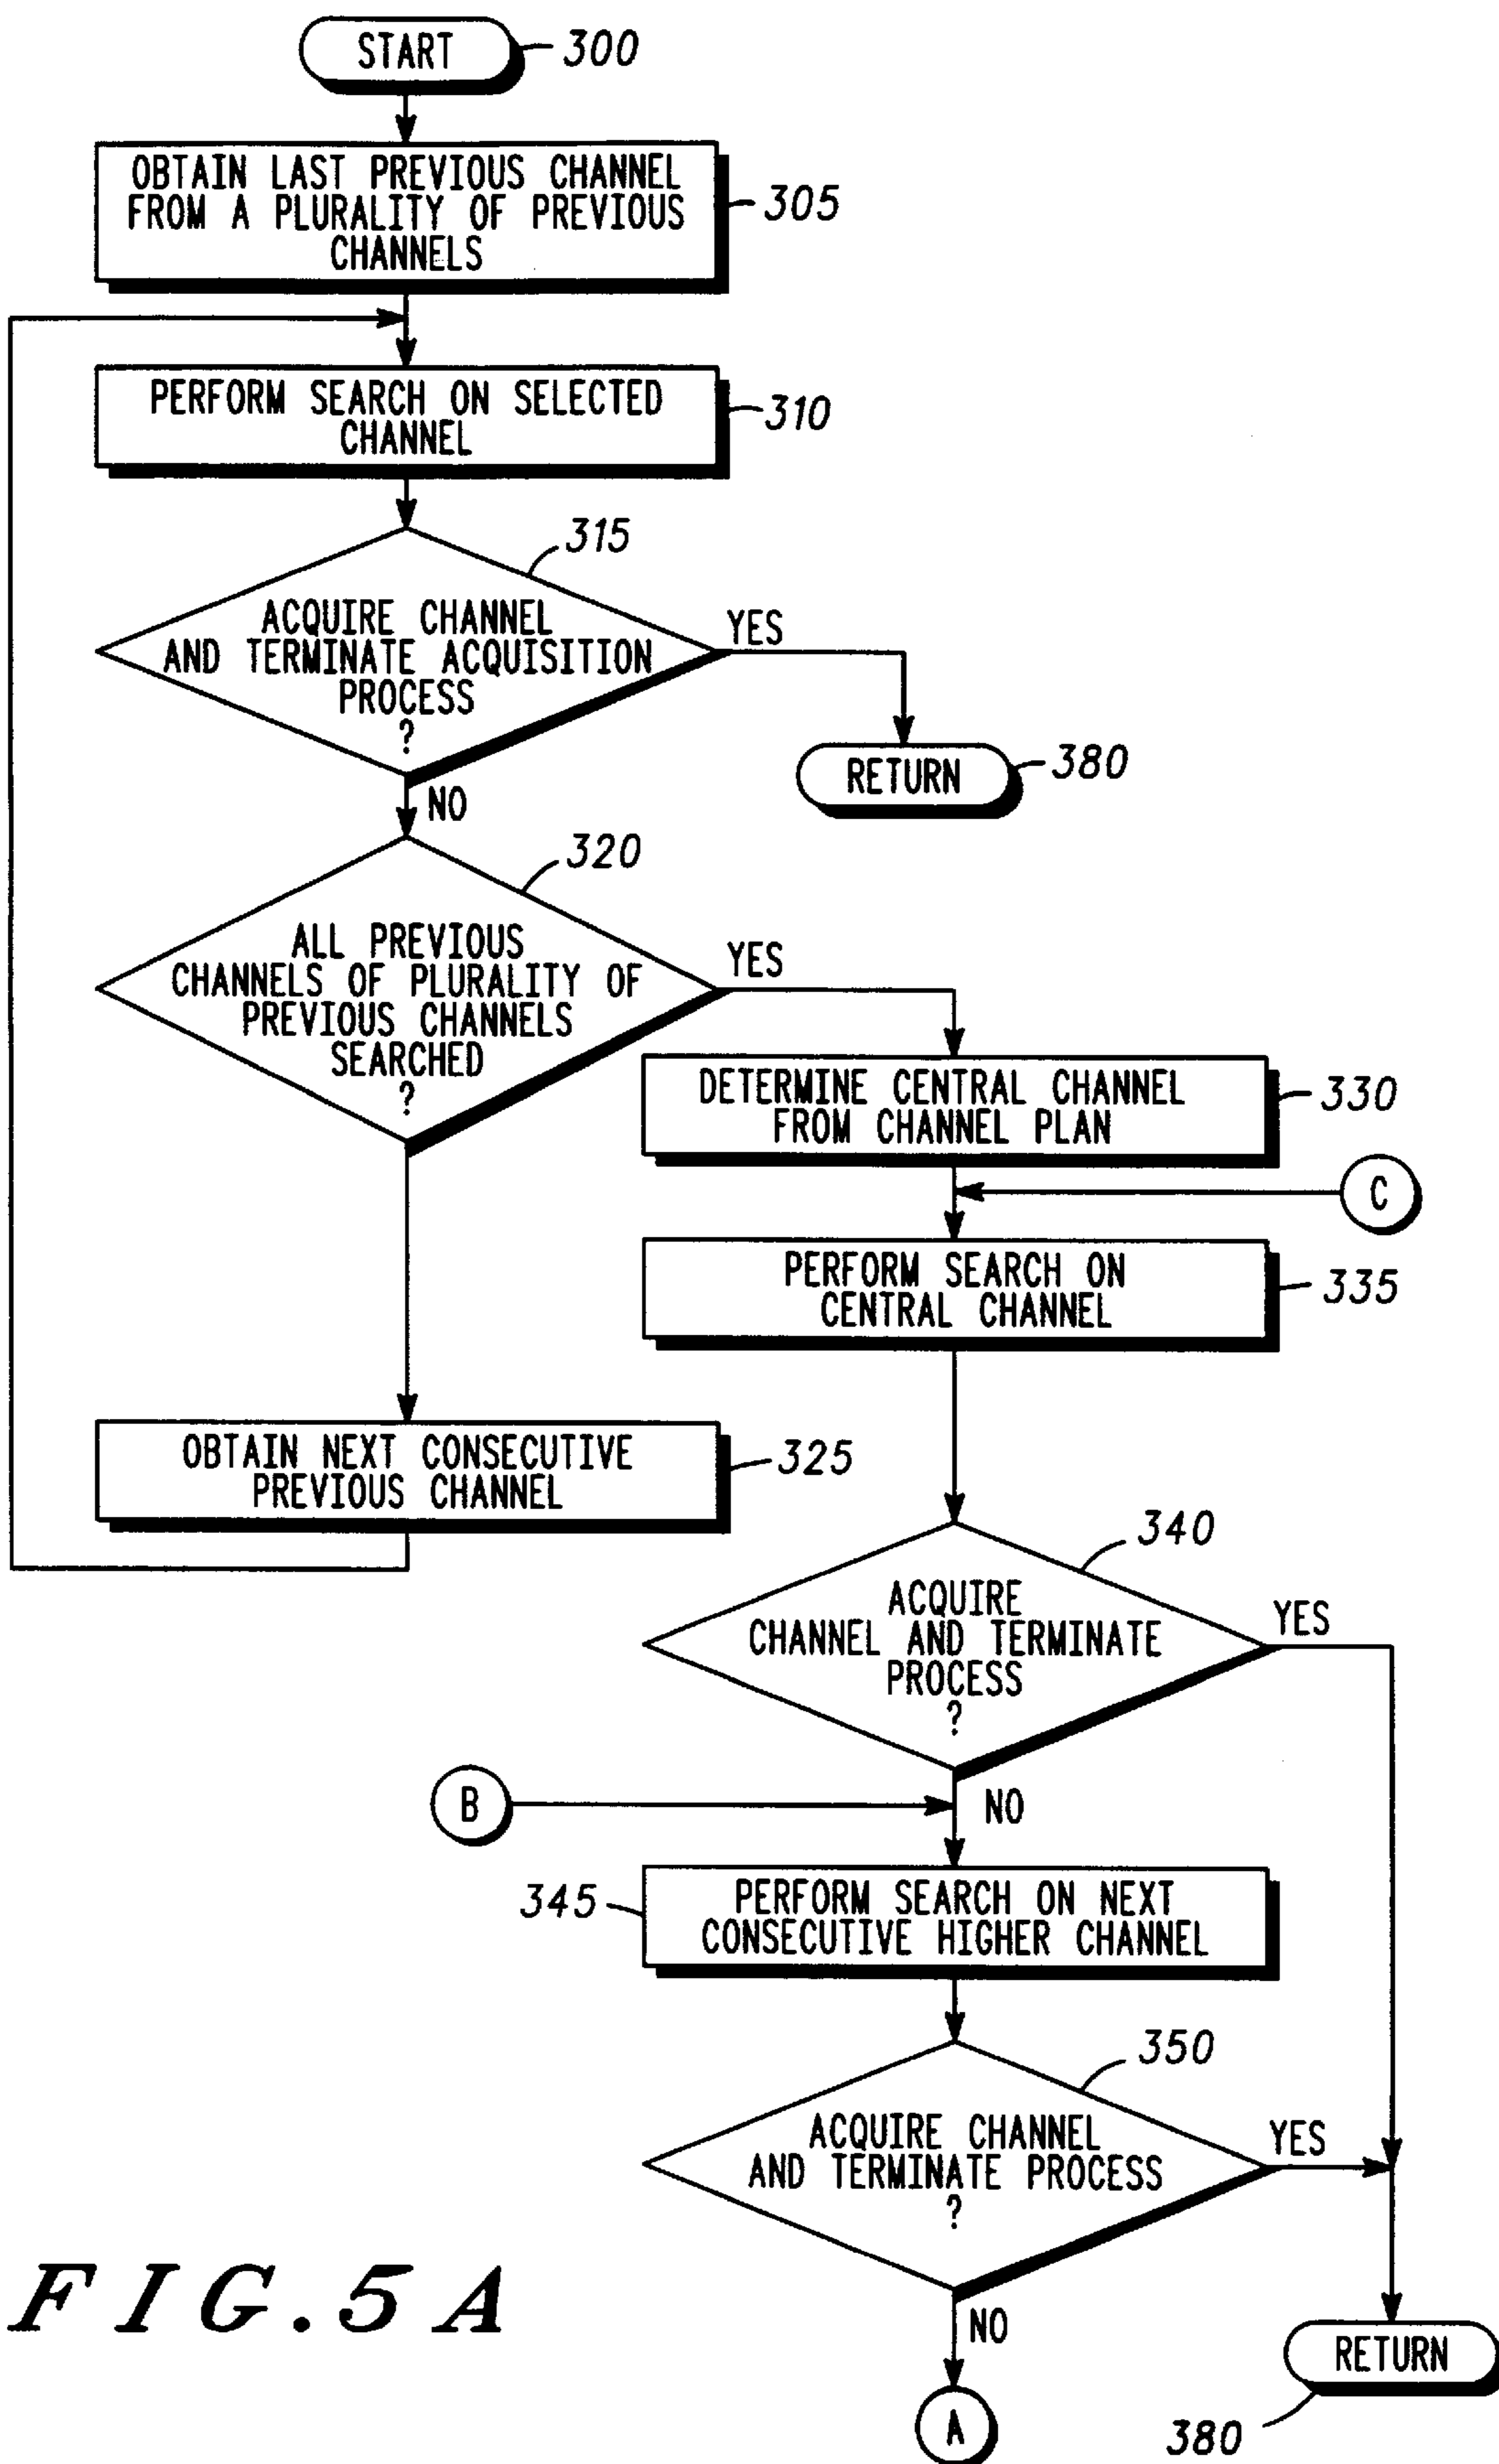 START
300
OBTAIN LAST PREVIOUS CHANNEL
FROM A PLURALITY OF PREVIOUS
CHANNELS
305
PERFORM SEARCH ON SELECTED
CHANNEL
310
315
ACQUIRE CHANNEL
AND TERMINATE ACQUISITION
PROCESS
?
YES
RETURN
380
NO
320
ALL PREVIOUS
CHANNELS OF PLURALITY OF
PREVIOUS CHANNELS
SEARCHED
?
YES
DETERMINE CENTRAL CHANNEL
FROM CHANNEL PLAN
330
C
PERFORM SEARCH ON
CENTRAL CHANNEL
335
OBTAIN NEXT CONSECUTIVE
PREVIOUS CHANNEL
325
340
ACQUIRE
CHANNEL AND TERMINATE
PROCESS
?
YES
B
NO
345
PERFORM SEARCH ON NEXT
CONSECUTIVE HIGHER CHANNEL
350
ACQUIRE CHANNEL
AND TERMINATE PROCESS
?
YES
NO
A
RETURN
380
FIG.5A